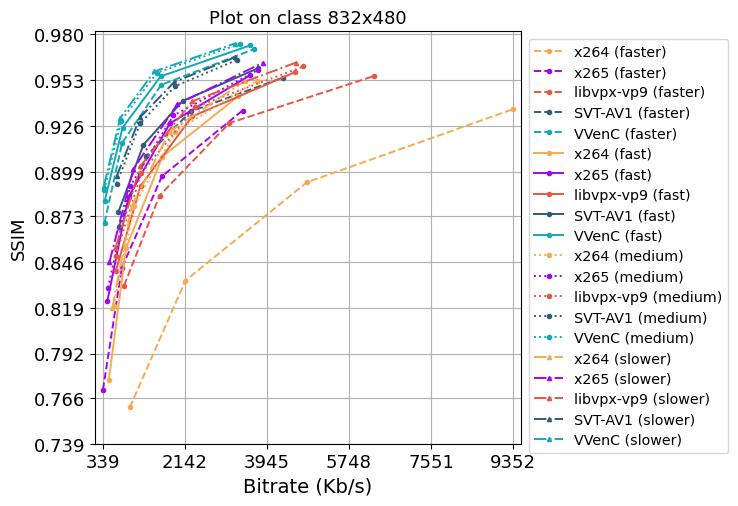 Plot on class 832x480
0.980
0.953
0.926
0.899
0.873
0.846
0.819
0.792
0.766
0.739
SSIM
339 2142 3945 5748 7551 9352
Bitrate (Kb/s)
x264 (faster)
x265 (faster)
libvpx-vp9 (faster)
SVT-AV1 (faster)
VVenC (faster)
x264 (fast)
x265 (fast)
libvpx-vp9 (fast)
SVT-AV1 (fast)
VVenC (fast)
x264 (medium)
x265 (medium)
libvpx-vp9 (medium)
SVT-AV1 (medium)
VVenC (medium)
x264 (slower)
x265 (slower)
libvpx-vp9 (slower)
SVT-AV1 (slower)
VVenC (slower)